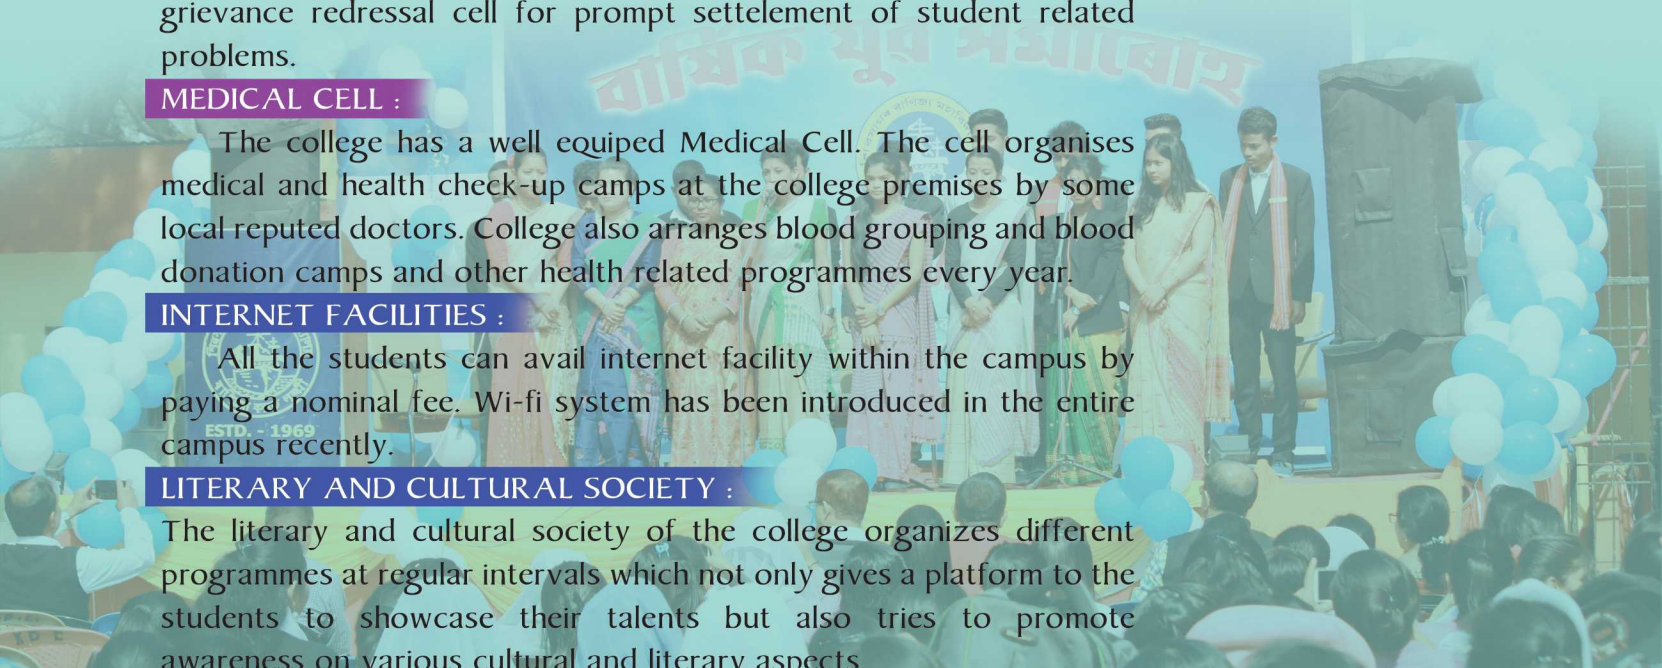 grievance redressal cell for prompt settelement of student related
problems.
বাৰ্ষিক যুৱ সমাৰোহ
MEDICAL CELL :
The college has a well equiped Medical Cell. The cell organises
medical and health check-up camps at the college premises by some
local reputed doctors. College also arranges blood grouping and blood
donation camps and other health related programmes every year.
INTERNET FACILITIES :
All the students can avail internet facility within the campus by
paying a nominal fee. Wi-fi system has been introduced in the entire
ESTD. - 1969
campus recently.
LITERARY AND CULTURAL SOCIETY :
The literary and cultural society of the college organizes different
programmes at regular intervals which not only gives a platform to the
students to showcase their talents but also tries to promote
awareness on various cultural and literary aspects.